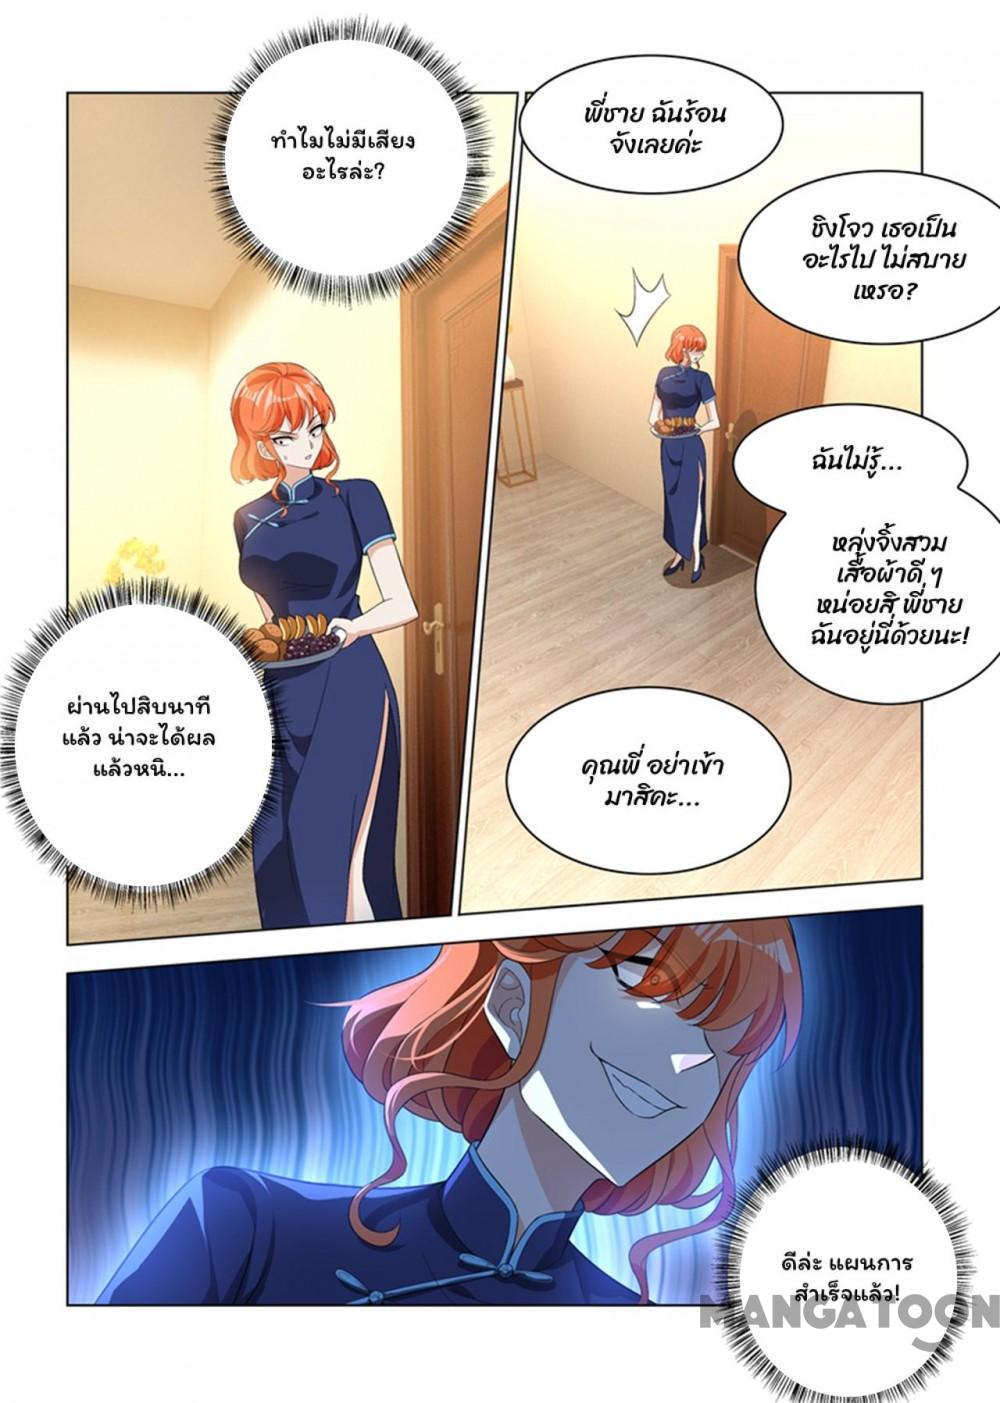 ทำไมไม่มีเสียง
อะไรล่ะ?
ผ่านไปสิบนาที
แล้ว น่าจะได้ผล
แล้วหนิ...
พี่ชาย ฉันร้อน
จังเลยค่ะ
ชิงโจว เธอเป็น
อะไรไป ไม่สบาย
เหรอ?
ฉันไม่รู้...
หล่งจิ้งสวม
เสื้อผ้าดี ๆ
หน่อยสิ พี่ชาย
ฉันอยู่นี่ด้วยนะ!
คุณพี่ อย่าเข้า
มาสิคะ...
ดีล่ะ แผนการ
สำเร็จแล้ว!
MANGATOON